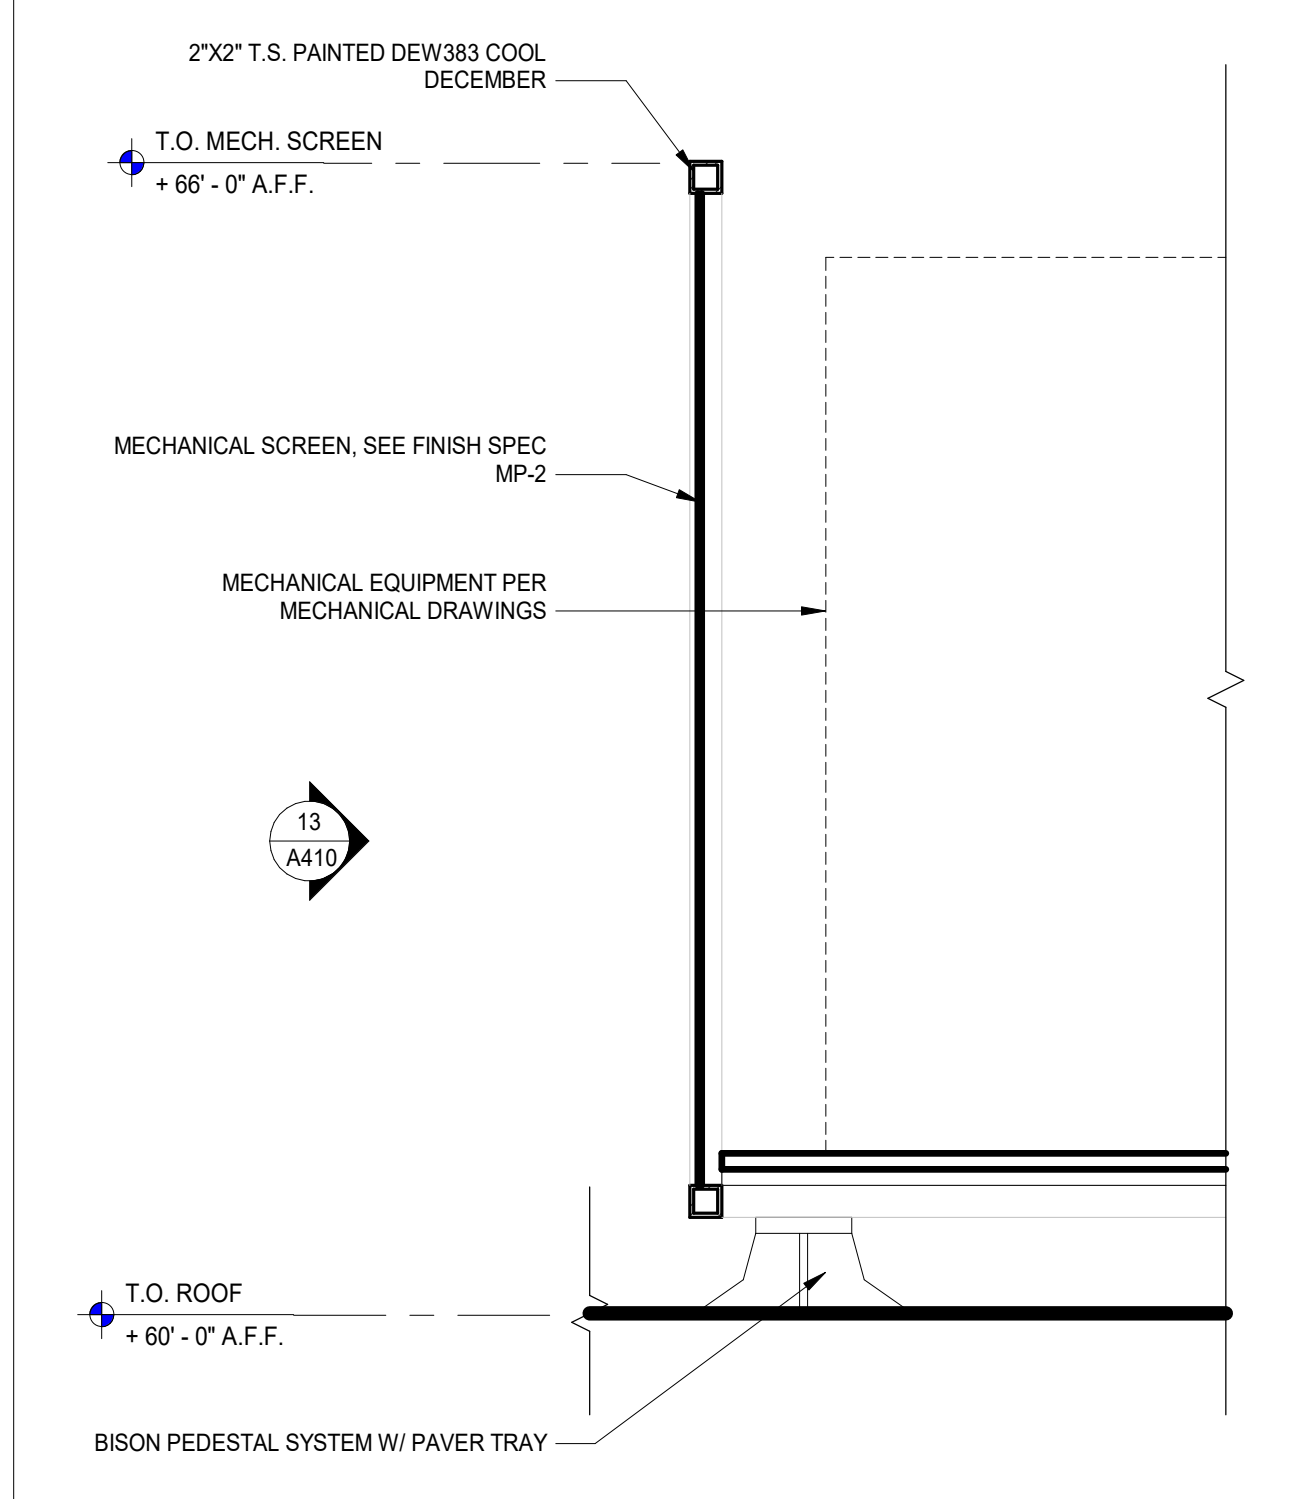 2"X2" T.S. PAINTED DEW383 COOL
DECEMBER
T.O. MECH. SCREEN
+ 66' - 0" A.F.F.
MECHANICAL SCREEN, SEE FINISH SPEC
MP-2
MECHANICAL EQUIPMENT PER
MECHANICAL DRAWINGS
13
A410
T.O. ROOF
+ 60' - 0" A.F.F.
BISON PEDESTAL SYSTEM W/ PAVER TRAY